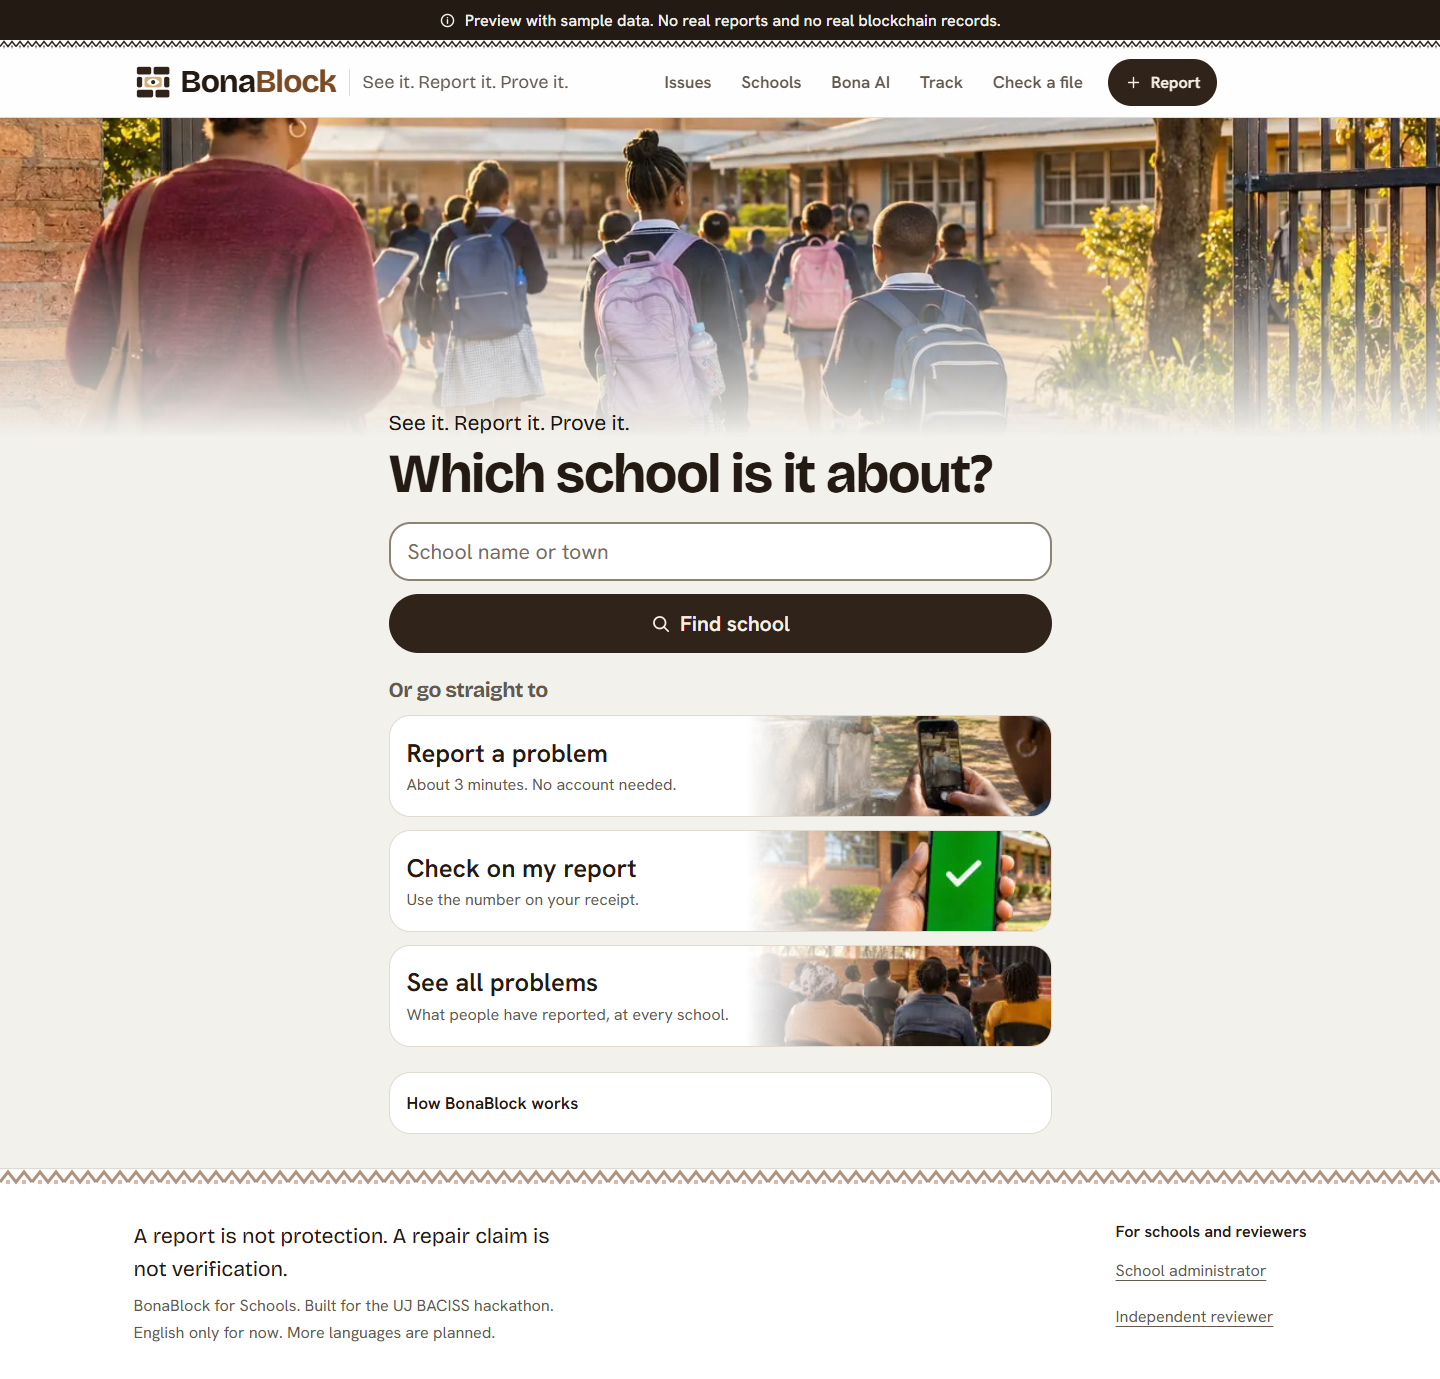 Preview with sample data. No real reports and no real blockchain records.
BonaBlock
See it. Report it. Prove it.
Issues
Schools
Bona AI
Track
Check a file
+ Report
See it. Report it. Prove it.
Which school is it about?
School name or town
Find school
Or go straight to
Report a problem
About 3 minutes. No account needed.
Check on my report
Use the number on your receipt.
See all problems
What people have reported, at every school.
How BonaBlock works
A report is not protection. A repair claim is
not verification.
BonaBlock for Schools. Built for the UJ BACISS hackathon.
English only for now. More languages are planned.
For schools and reviewers
School administrator
Independent reviewer